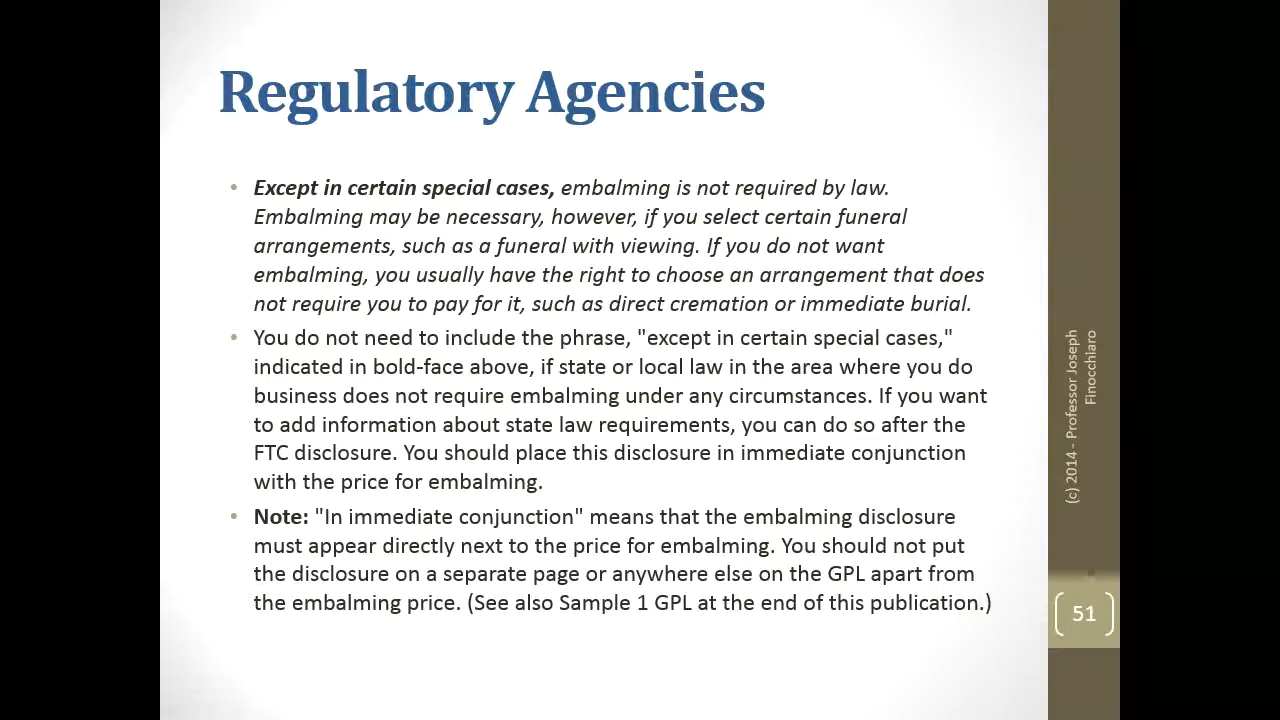 Regulatory Agencies
• Except in certain special cases, embalming is not required by law.
Embalming may be necessary, however, if you select certain funeral
arrangements, such as a funeral with viewing. If you do not want
embalming, you usually have the right to choose an arrangement that does
not require you to pay for it, such as direct cremation or immediate burial.
• You do not need to include the phrase, "except in certain special cases,"
indicated in bold-face above, if state or local law in the area where you do
business does not require embalming under any circumstances. If you want
to add information about state law requirements, you can do so after the
FTC disclosure. You should place this disclosure in immediate conjunction
with the price for embalming.
• Note: "In immediate conjunction" means that the embalming disclosure
must appear directly next to the price for embalming. You should not put
the disclosure on a separate page or anywhere else on the GPL apart from
the embalming price. (See also Sample 1 GPL at the end of this publication.)
(c) 2014 - Professor Joseph
Finocchiaro
51